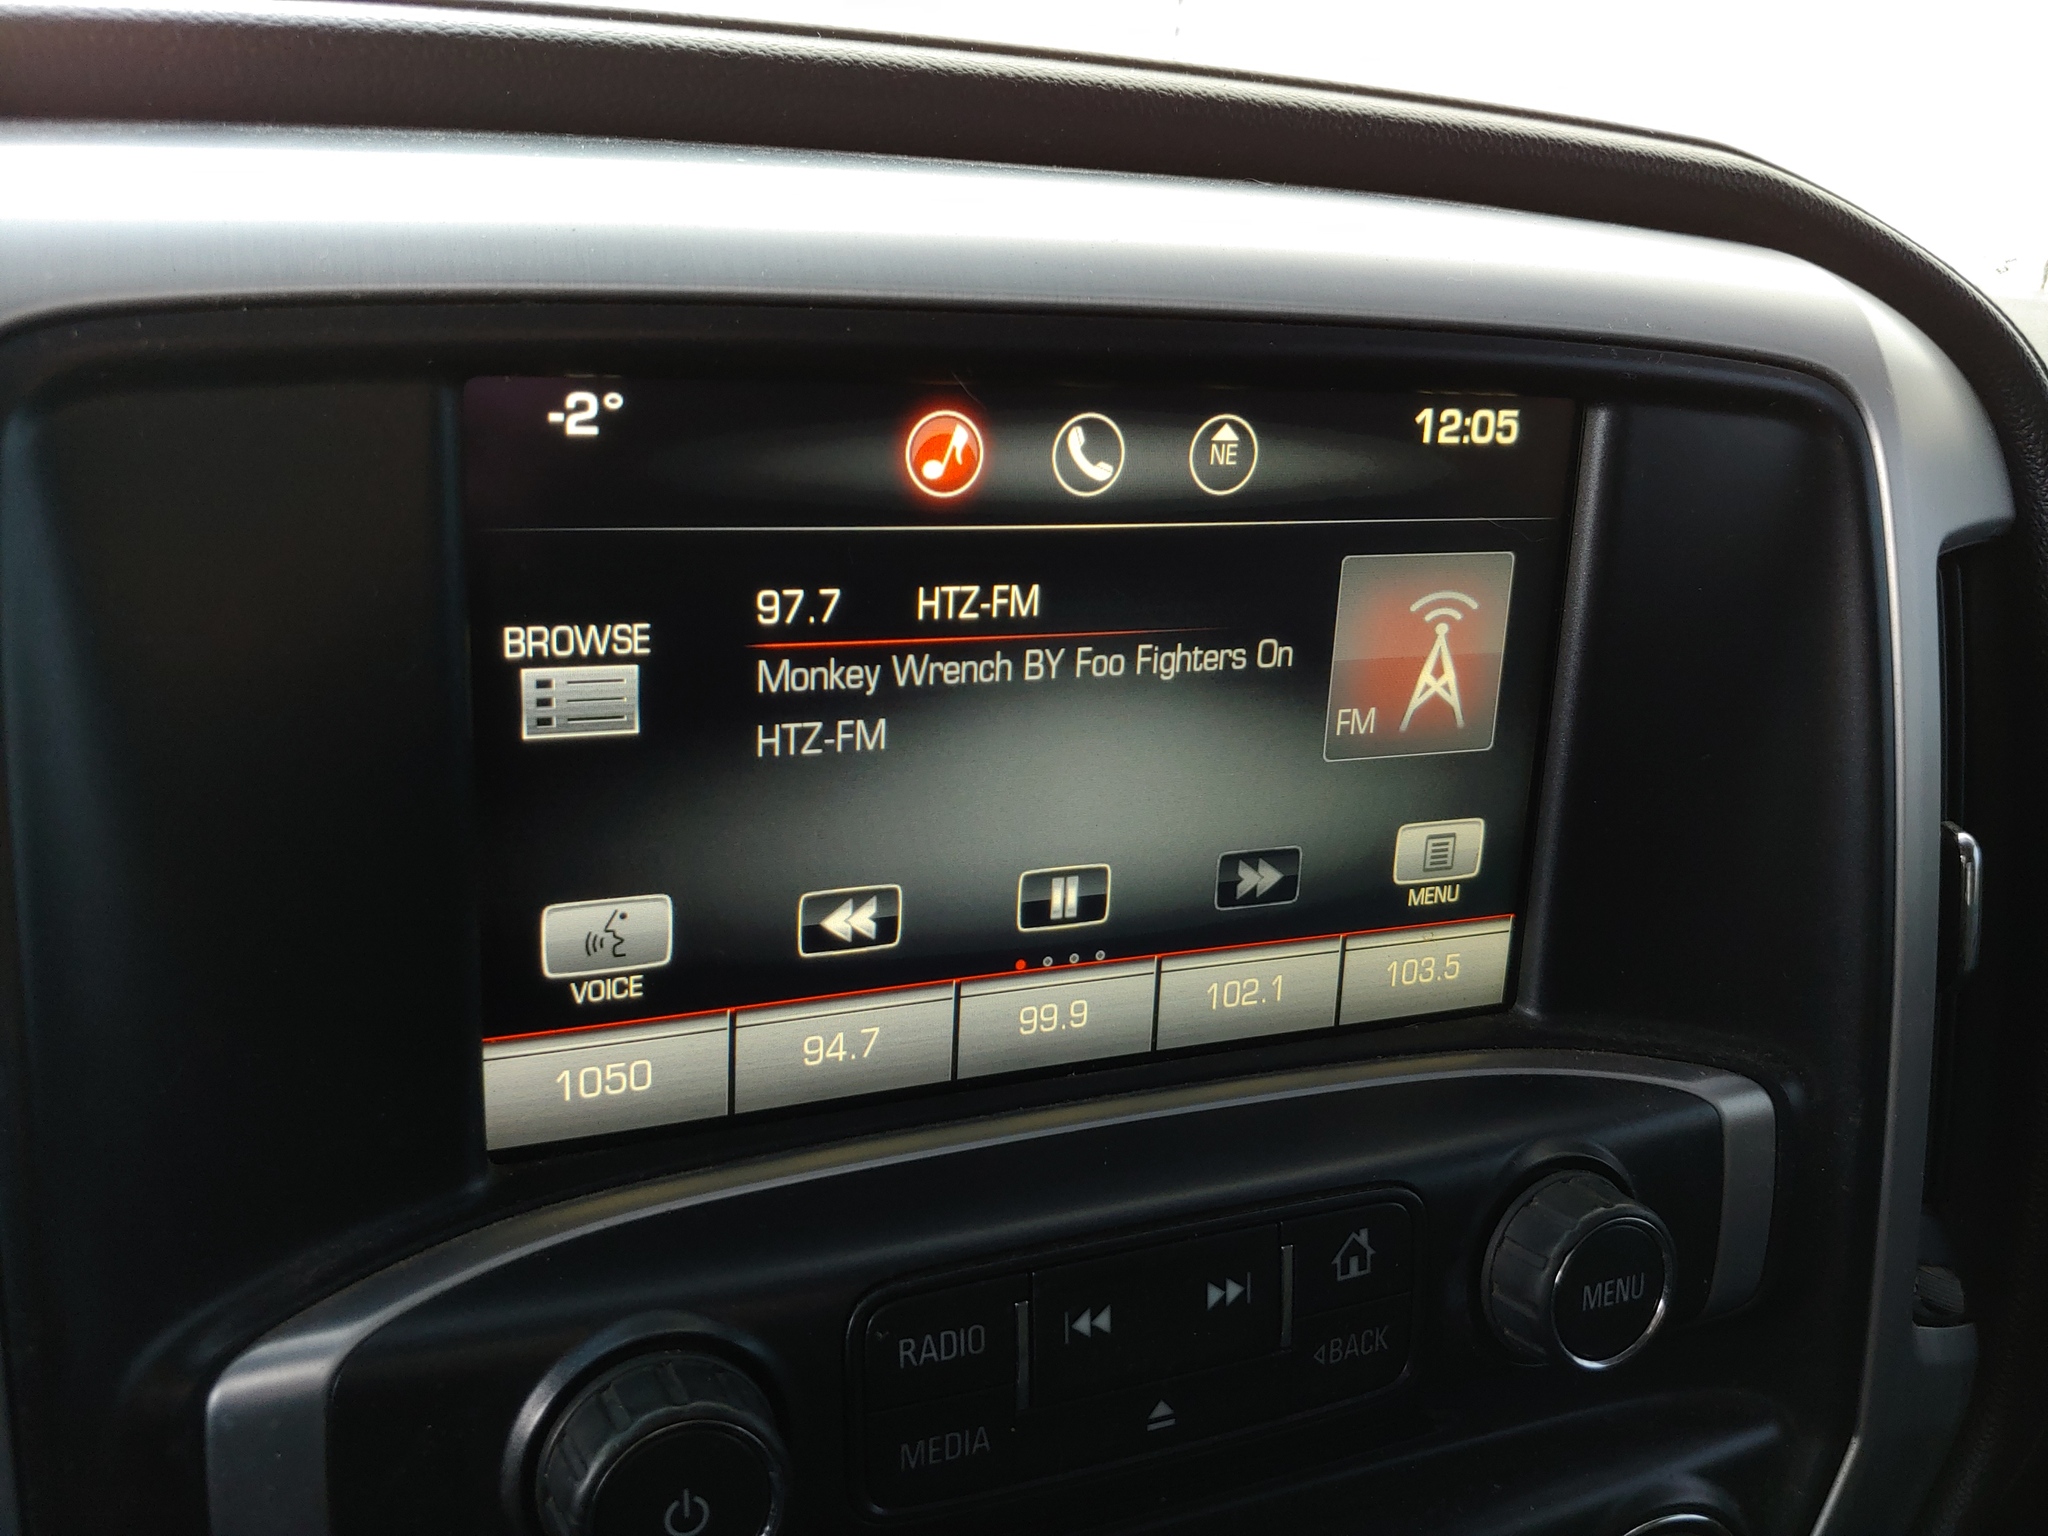 -2°
NE
12:05
97.7 HTZ-FM
BROWSE
Monkey Wrench BY Foo Fighters On
HTZ-FM
FM
MENU
VOICE
1050 94.7 99.9 102.1 103.5
RADIO
MENU
BACK
MEDIA